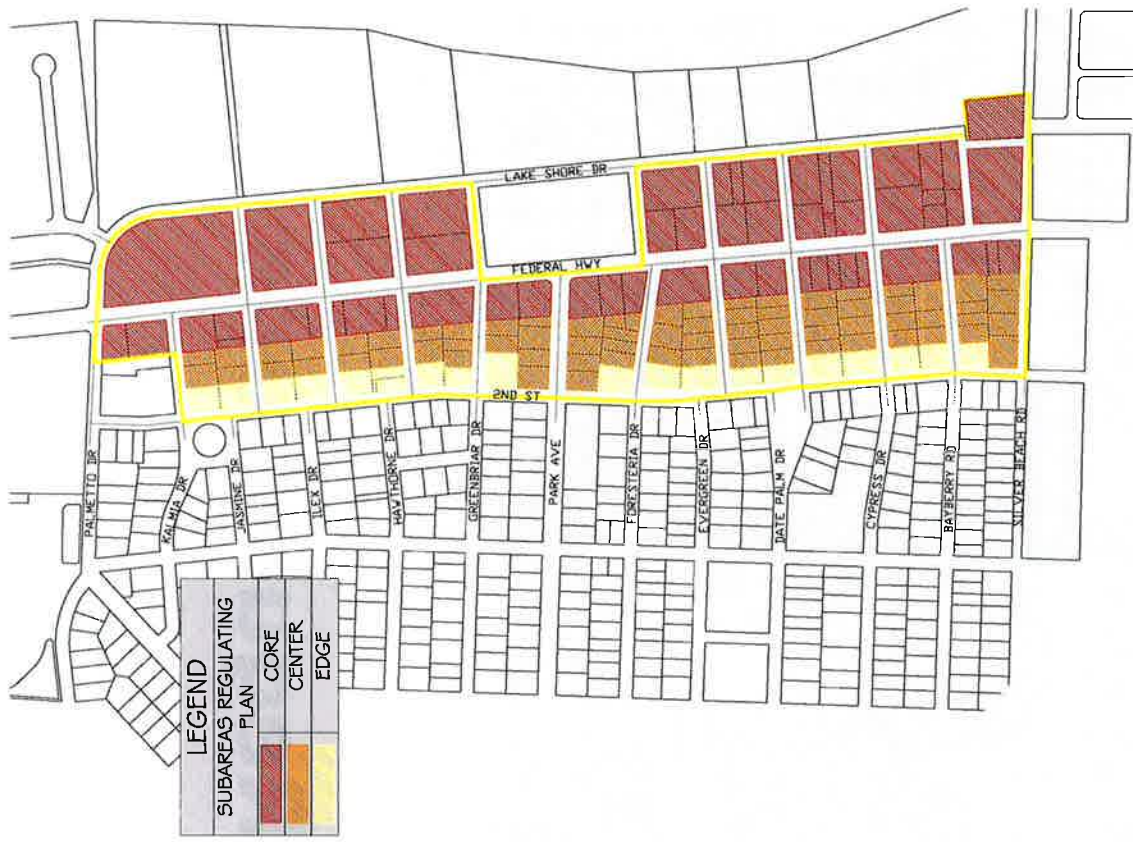 LAKE SHORE DR
FEDERAL HWY
2ND ST
PALMETTO DR
KALMIA DR
JASMINE DR
ILEX DR
HAWTHORNE DR
GREENBRIAR DR
PARK AVE
FORESTERIA DR
EVERGREEN DR
DATE PALM DR
CYPRESS DR
BAYBERRY RD
SILVER BEACH RD
LEGEND
SUBAREAS REGULATING
PLAN
CORE
CENTER
EDGE